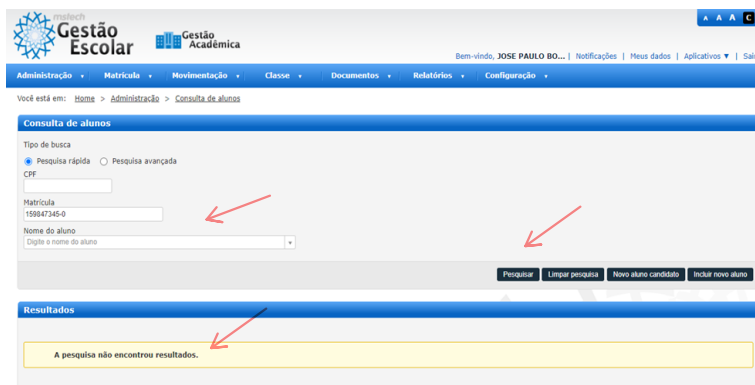 mstech
Gestão
Escolar
Gestão
Acadêmica
A A A C
Bem-vindo, JOSE PAULO BO... | Notificações | Meus dados | Aplicativos ▼ | Sair
Administração Matrícula Movimentação Classe Documentos Relatórios Configuração
Você está em: Home > Administração > Consulta de alunos
Consulta de alunos
Tipo de busca
Pesquisa rápida Pesquisa avançada
CPF
Matrícula
159847345-0
Nome do aluno
Digite o nome do aluno
Pesquisar Limpar pesquisa Novo aluno candidato Incluir novo aluno
Resultados
A pesquisa não encontrou resultados.